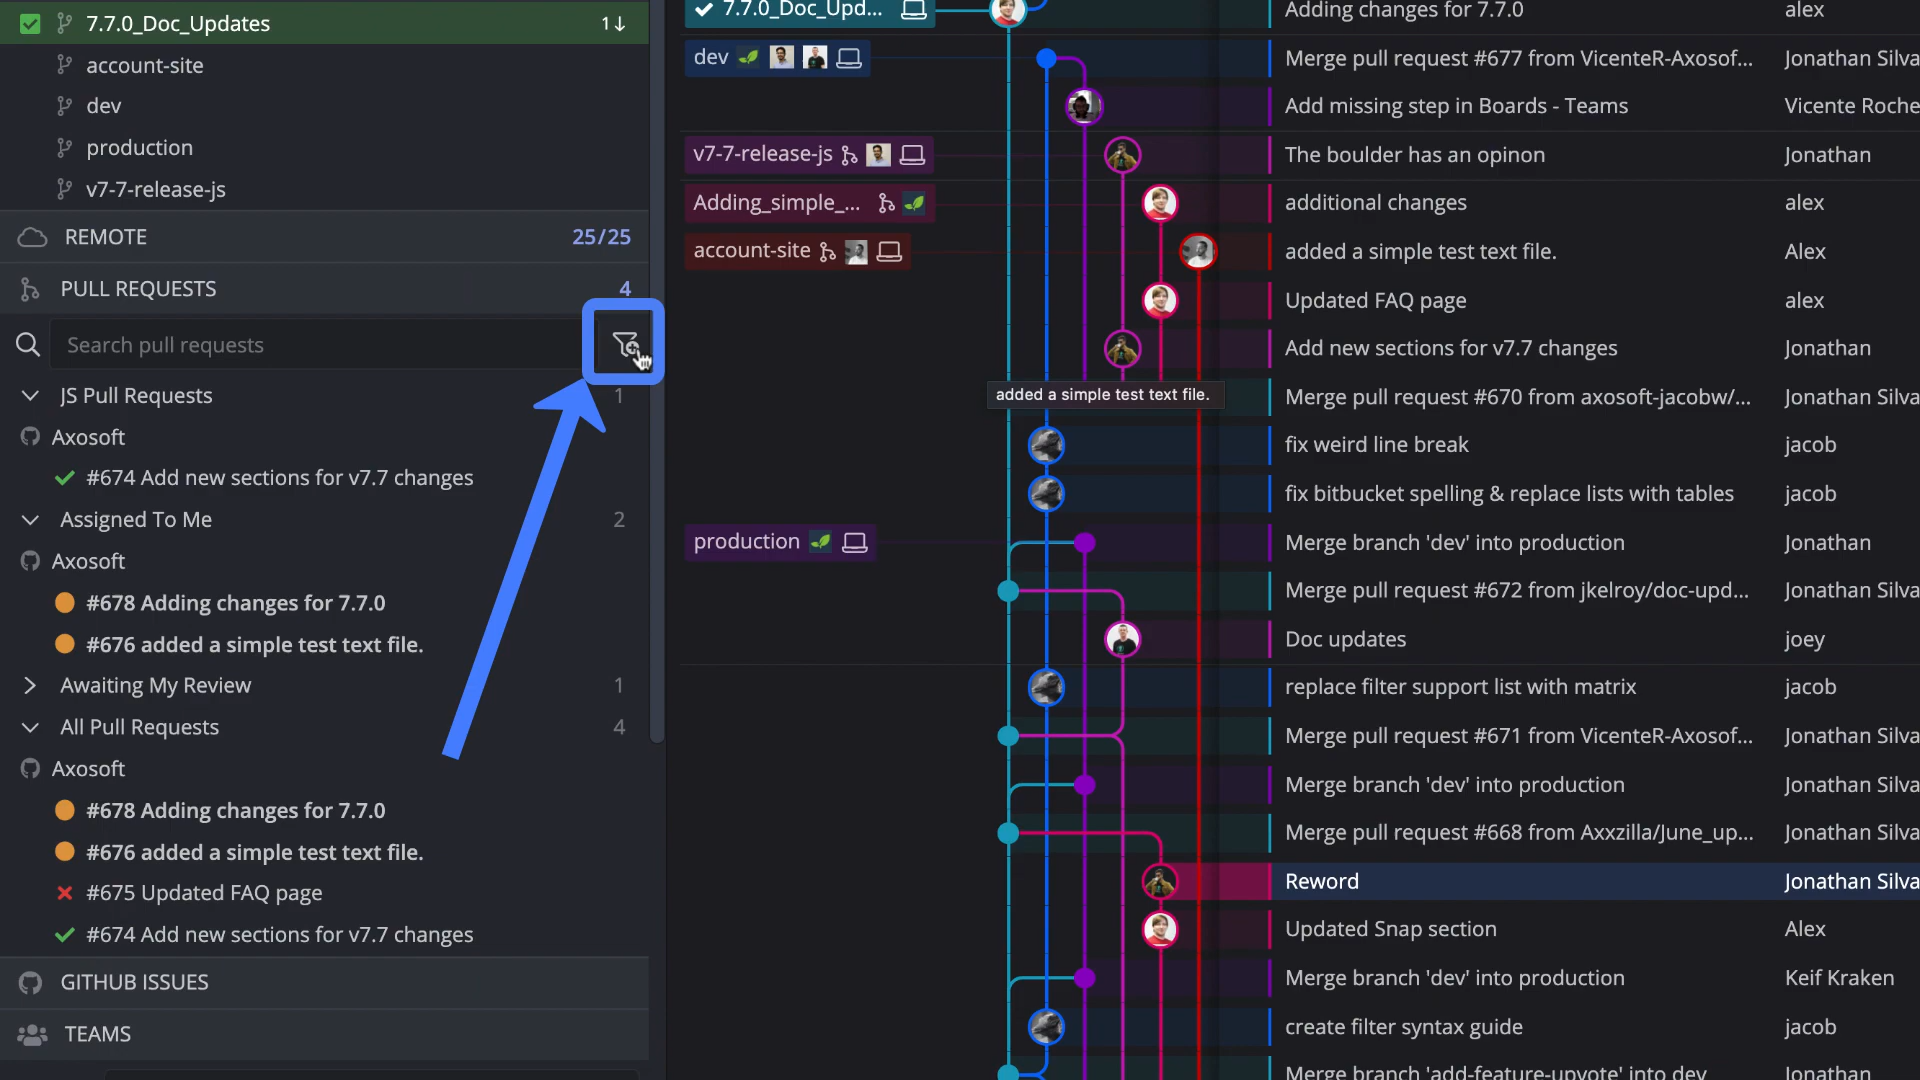 7.7.0_Doc_Updates 1↓
account-site
dev
production
v7-7-release-js
REMOTE 25/25
PULL REQUESTS 4
Search pull requests
JS Pull Requests 1
Axosoft
#674 Add new sections for v7.7 changes
Assigned To Me 2
Axosoft
#678 Adding changes for 7.7.0
#676 added a simple test text file.
Awaiting My Review 1
All Pull Requests 4
Axosoft
#678 Adding changes for 7.7.0
#676 added a simple test text file.
#675 Updated FAQ page
#674 Add new sections for v7.7 changes
GITHUB ISSUES
TEAMS
7.7.0_Doc_Upd... Adding changes for 7.7.0 alex
dev Merge pull request #677 from VicenteR-Axosof... Jonathan Silva
Add missing step in Boards - Teams Vicente Roche
v7-7-release-js The boulder has an opinon Jonathan
Adding_simple_... additional changes alex
account-site added a simple test text file. Alex
Updated FAQ page alex
Add new sections for v7.7 changes Jonathan
added a simple test text file.
Merge pull request #670 from axosoft-jacobw/... Jonathan Silva
fix weird line break jacob
fix bitbucket spelling & replace lists with tables jacob
production Merge branch 'dev' into production Jonathan
Merge pull request #672 from jkelroy/doc-upd... Jonathan Silva
Doc updates joey
replace filter support list with matrix jacob
Merge pull request #671 from VicenteR-Axosof... Jonathan Silva
Merge branch 'dev' into production Jonathan Silva
Merge pull request #668 from Axxzilla/June_up... Jonathan Silva
Reword Jonathan Silva
Updated Snap section Alex
Merge branch 'dev' into production Keif Kraken
create filter syntax guide jacob
Merge branch 'add-feature-upvote' into dev Jonathan